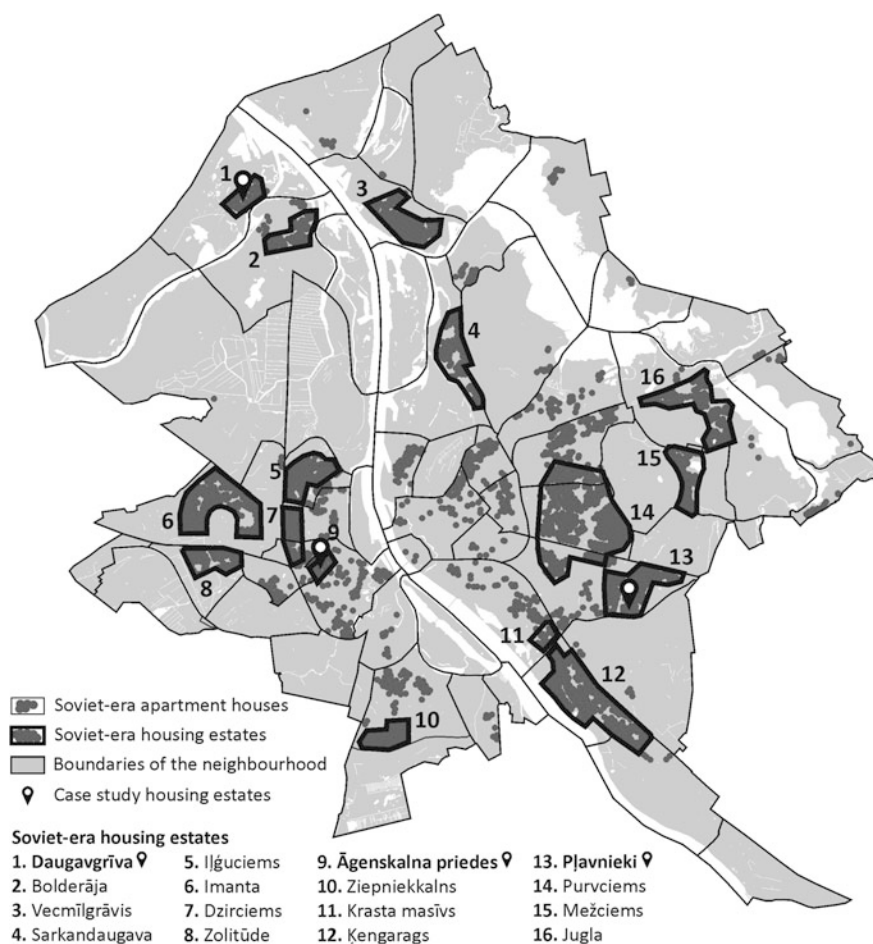 1
3
2
4
16
5
15
6
7
9
14
8
13
11
12
10
Soviet-era apartment houses
Soviet-era housing estates
Boundaries of the neighbourhood
Case study housing estates
Soviet-era housing estates
1. Daugavgrīva 5. Iļģuciems 9. Āgenskalna priedes 13. Pļavnieki
2. Bolderāja 6. Imanta 10. Ziepniekkalns 14. Purvciems
3. Vecmīlgrāvis 7. Dzirciems 11. Krasta masīvs 15. Mežciems
4. Sarkandaugava 8. Zolitūde 12. Ķengarags 16. Jugla